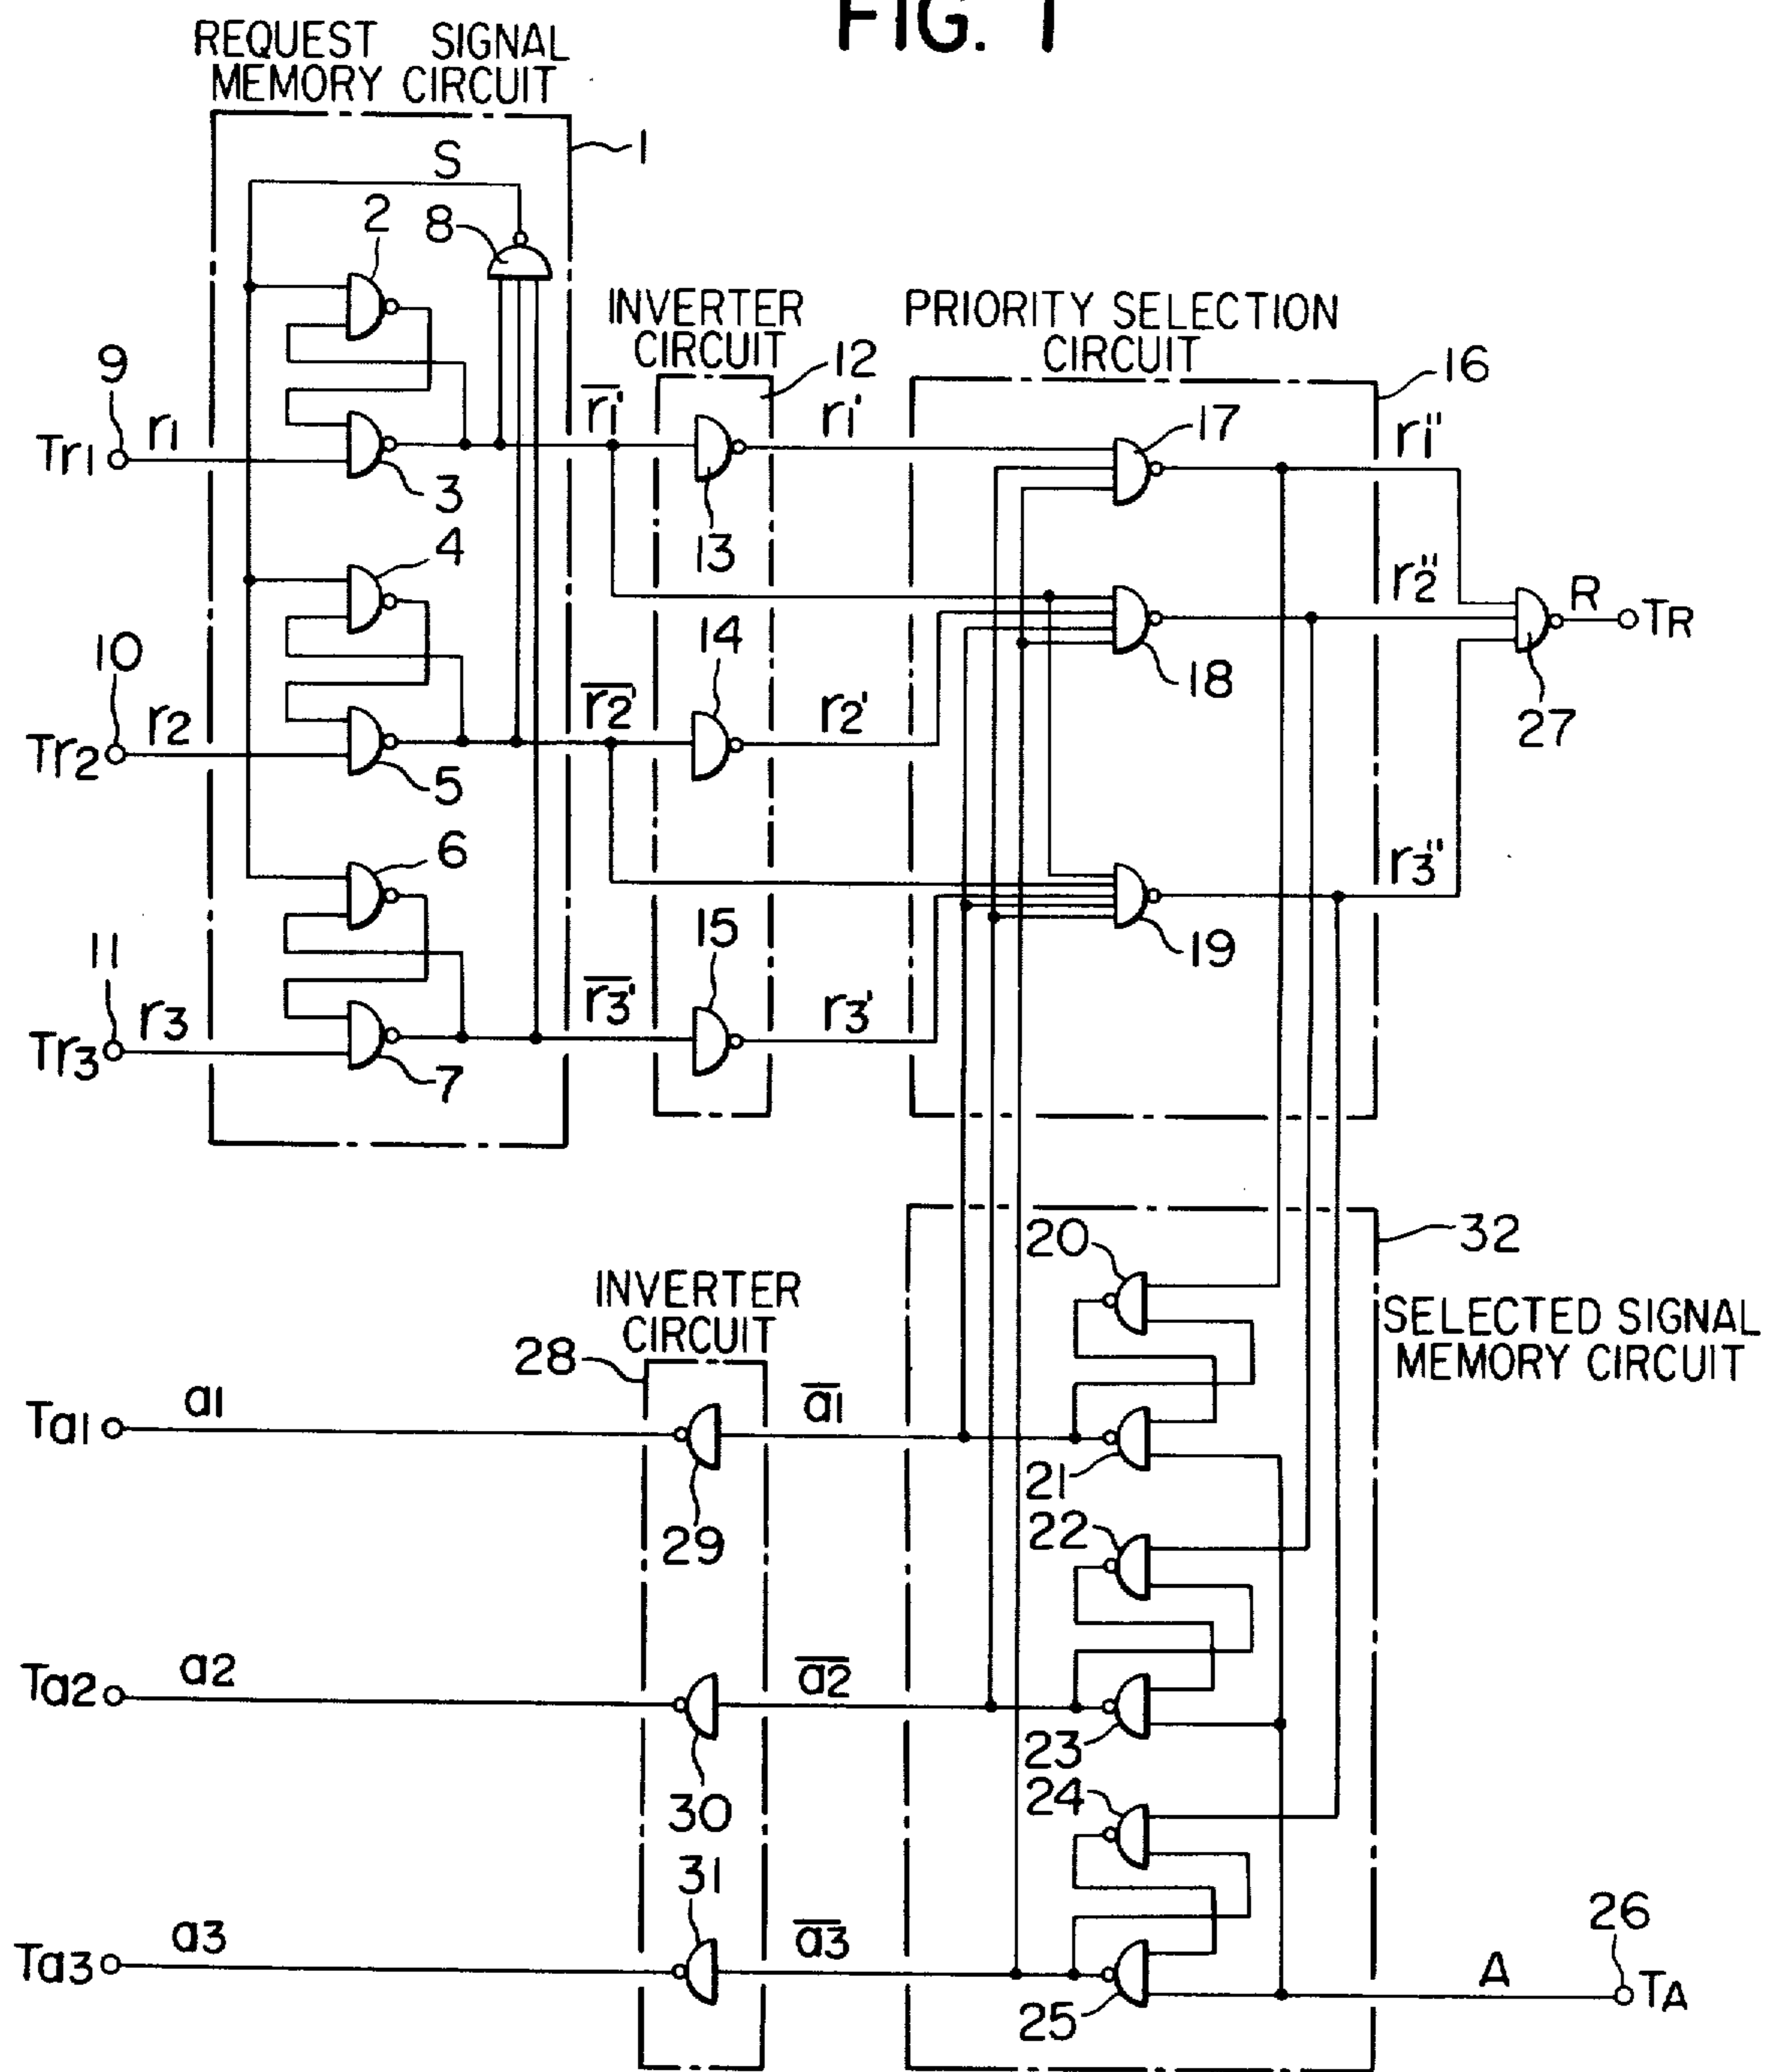 FIG. 1
REQUEST SIGNAL
MEMORY CIRCUIT
1
S
2
8
INVERTER
CIRCUIT
12
PRIORITY SELECTION
CIRCUIT
16
9
Tr1
r1
3
r1'
13
r1'
17
r1''
4
10
Tr2
r2
5
r2'
14
r2'
18
r2''
R
TR
27
6
11
Tr3
r3
7
r3'
15
r3'
19
r3''
20
32
SELECTED SIGNAL
MEMORY CIRCUIT
INVERTER
CIRCUIT
28
Ta1
a1
29
a1
21
22
Ta2
a2
30
a2
23
24
Ta3
a3
31
a3
25
A
26
TA